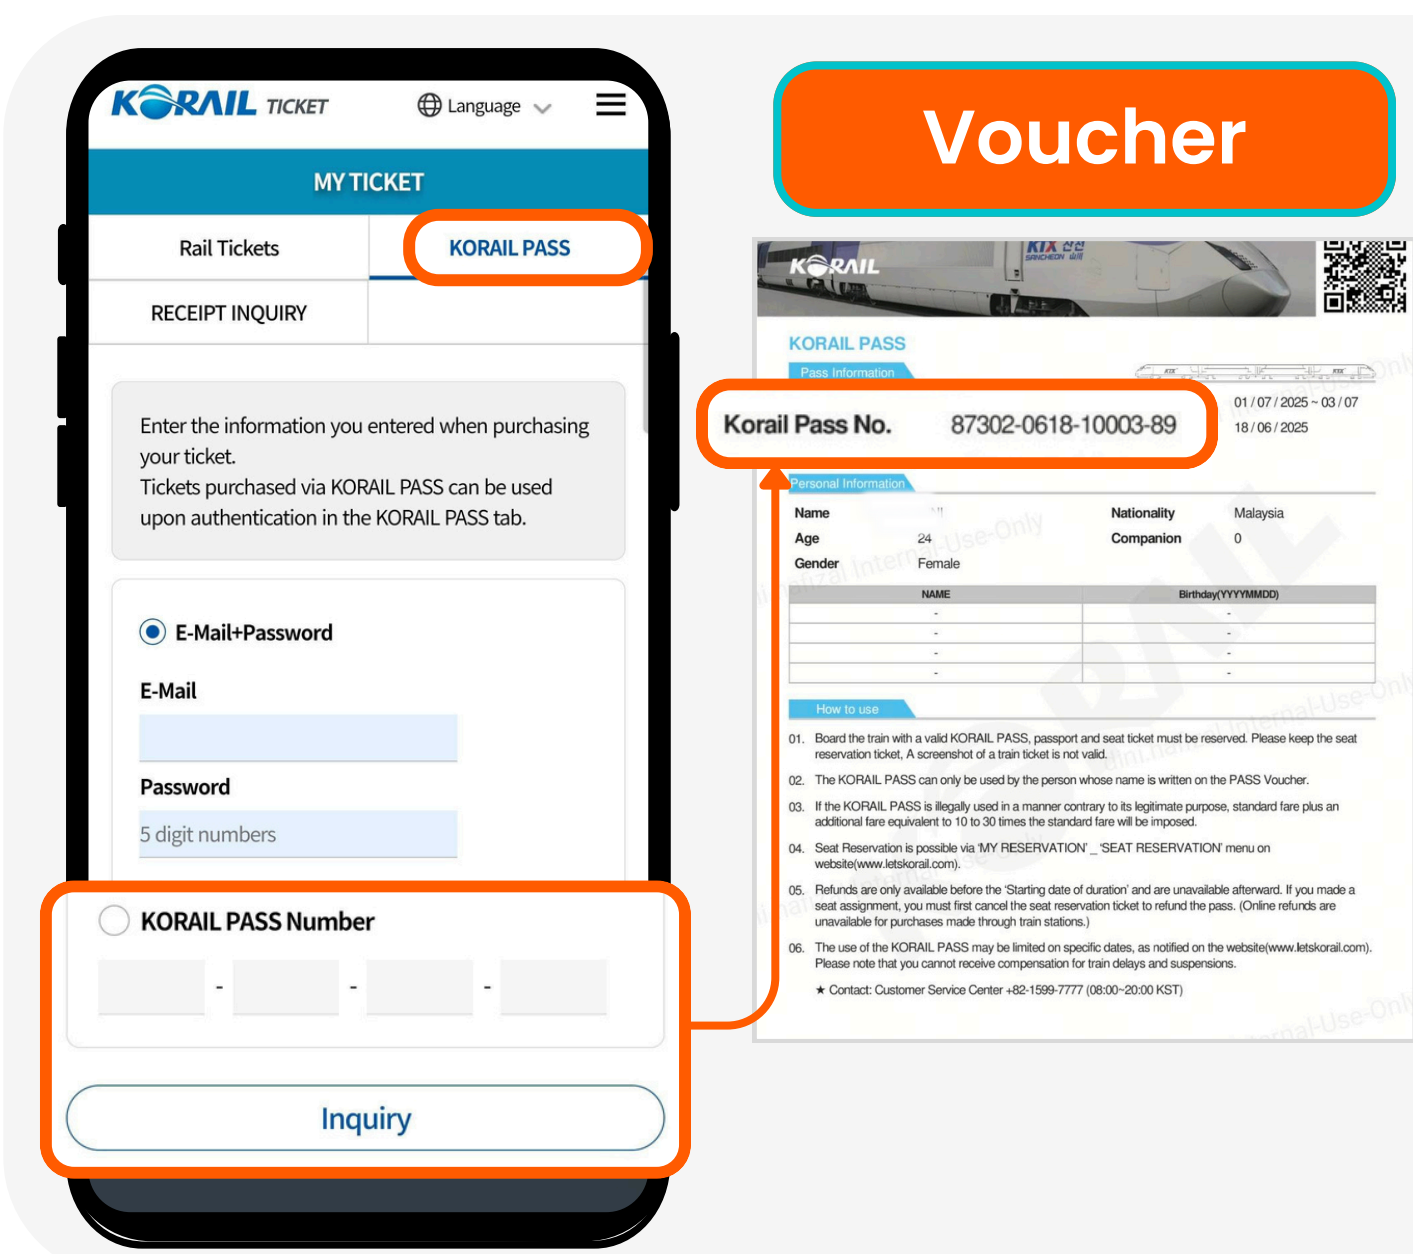 KORAIL TICKET
Language
MY TICKET
Rail Tickets
KORAIL PASS
RECEIPT INQUIRY
Enter the information you entered when purchasing
your ticket.
Tickets purchased via KORAIL PASS can be used
upon authentication in the KORAIL PASS tab.
E-Mail+Password
E-Mail
Password
5 digit numbers
KORAIL PASS Number
- - -
Inquiry
Voucher
KORAIL
KTX 산천
SANCHEON 山川
KORAIL PASS
Pass Information
KTX KTX
01 / 07 / 2025 ~ 03 / 07
Korail Pass No. 87302-0618-10003-89
18 / 06 / 2025
Personal Information
Name
Nationality Malaysia
Age 24 Companion 0
Gender Female
NAME Birthday(YYYYMMDD)
- -
- -
- -
- -
How to use
01. Board the train with a valid KORAIL PASS, passport and seat ticket must be reserved. Please keep the seat
reservation ticket, A screenshot of a train ticket is not valid.
02. The KORAIL PASS can only be used by the person whose name is written on the PASS Voucher.
03. If the KORAIL PASS is illegally used in a manner contrary to its legitimate purpose, standard fare plus an
additional fare equivalent to 10 to 30 times the standard fare will be imposed.
04. Seat Reservation is possible via 'MY RESERVATION' _ 'SEAT RESERVATION' menu on
website(www.letskorail.com).
05. Refunds are only available before the 'Starting date of duration' and are unavailable afterward. If you made a
seat assignment, you must first cancel the seat reservation ticket to refund the pass. (Online refunds are
unavailable for purchases made through train stations.)
06. The use of the KORAIL PASS may be limited on specific dates, as notified on the website(www.letskorail.com).
Please note that you cannot receive compensation for train delays and suspensions.
★ Contact: Customer Service Center +82-1599-7777 (08:00~20:00 KST)